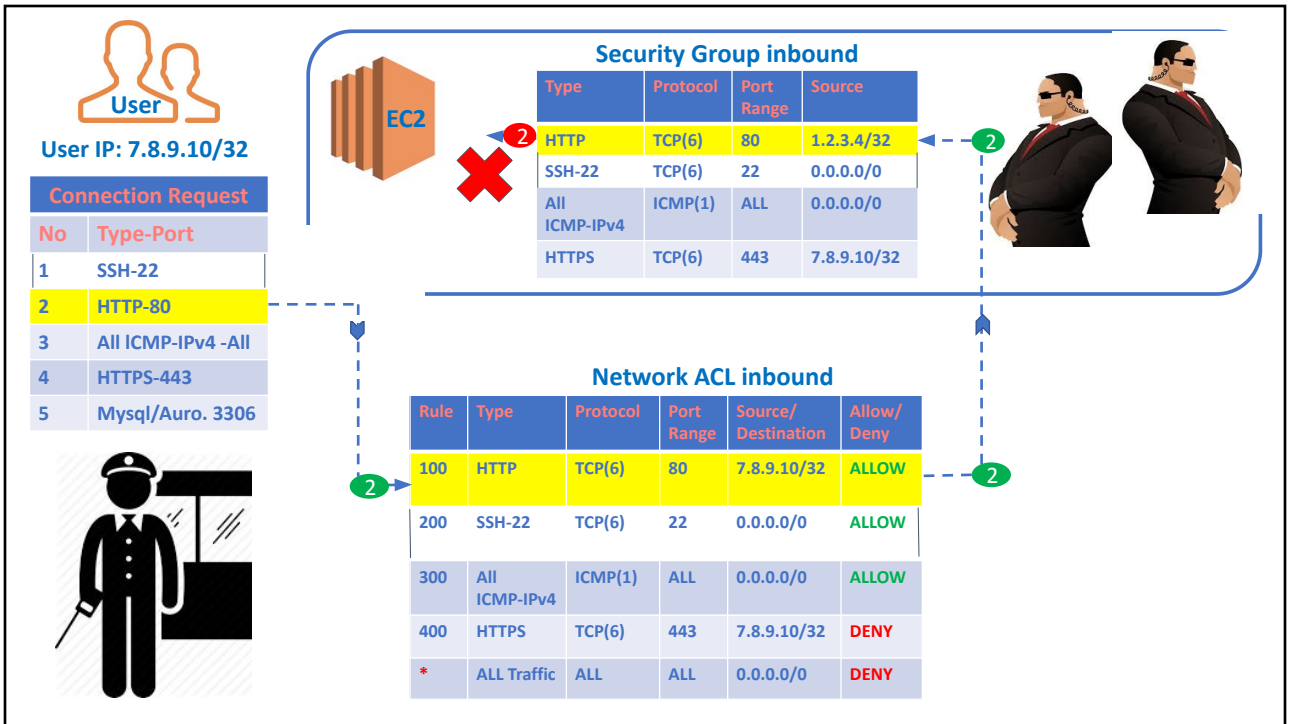 User
User IP: 7.8.9.10/32
Connection Request
No Type-Port
1 SSH-22
2 HTTP-80
3 All lCMP-IPv4 -All
4 HTTPS-443
5 Mysql/Auro. 3306
EC2
Security Group inbound
Type Protocol Port Range Source
2 HTTP TCP(6) 80 1.2.3.4/32 2
SSH-22 TCP(6) 22 0.0.0.0/0
All ICMP-IPv4 ICMP(1) ALL 0.0.0.0/0
HTTPS TCP(6) 443 7.8.9.10/32
Network ACL inbound
Rule Type Protocol Port Range Source/ Destination Allow/ Deny
2 100 HTTP TCP(6) 80 7.8.9.10/32 ALLOW 2
200 SSH-22 TCP(6) 22 0.0.0.0/0 ALLOW
300 All ICMP-IPv4 ICMP(1) ALL 0.0.0.0/0 ALLOW
400 HTTPS TCP(6) 443 7.8.9.10/32 DENY
* ALL Traffic ALL ALL 0.0.0.0/0 DENY